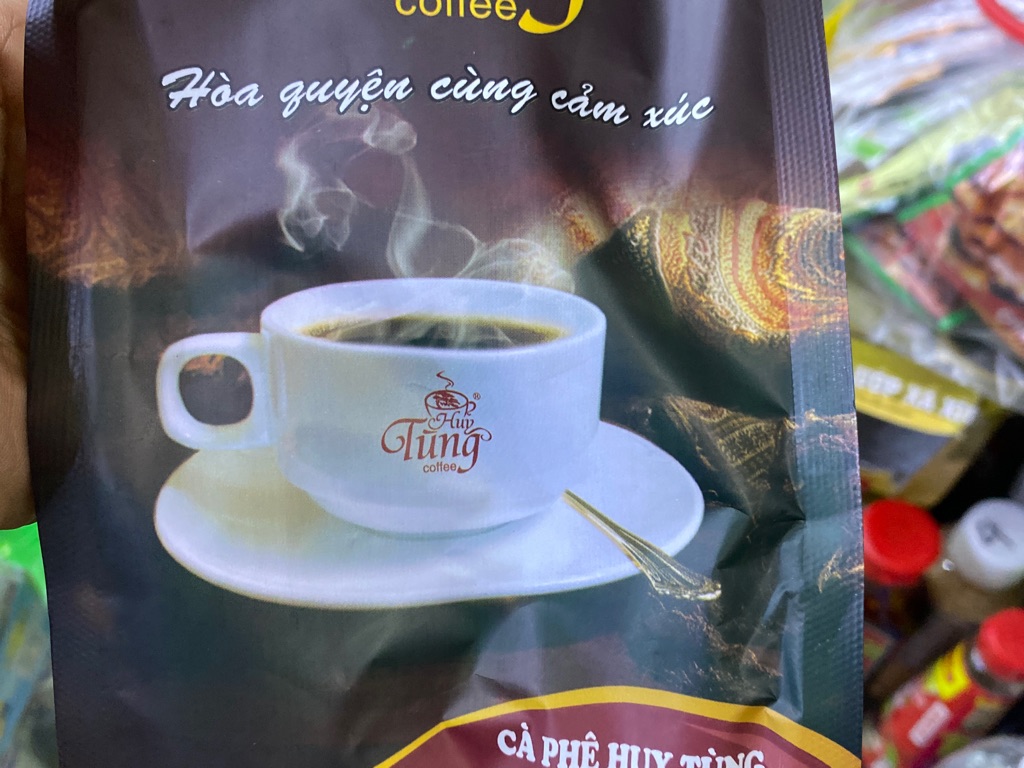 coffee
Hòa quyện cùng cảm xúc
Huy
Tùng
coffee
CÀ PHÊ HUY TÙNG